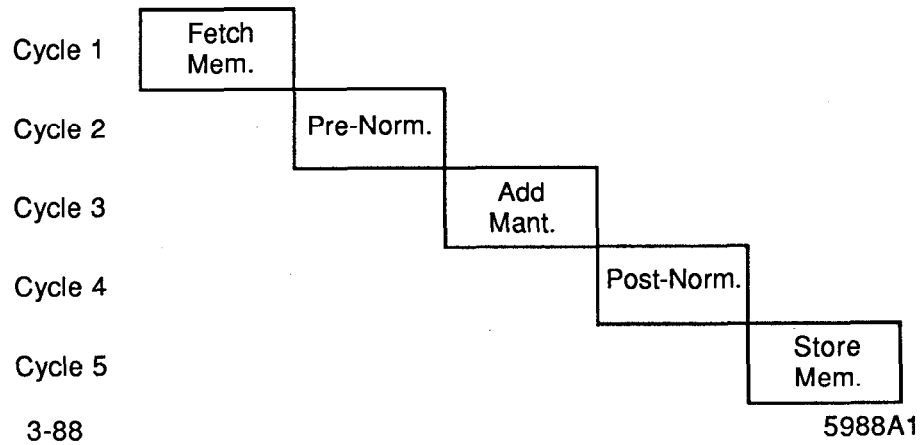 Cycle 1
Fetch
Mem.
Cycle 2
Pre-Norm.
Cycle 3
Add
Mant.
Cycle 4
Post-Norm.
Cycle 5
Store
Mem.
3-88
5988A1